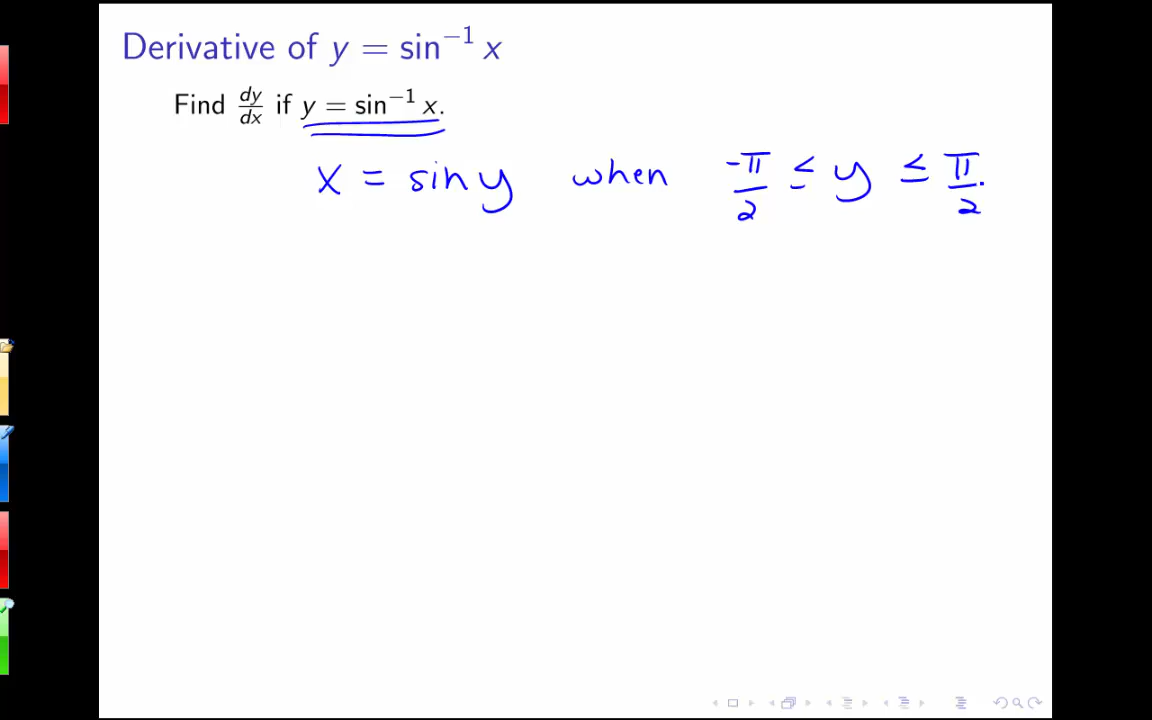 Derivative of y = sin⁻¹ x
Find dy/dx if y = sin⁻¹ x.
x = sin y when -π/2 ≤ y ≤ π/2.